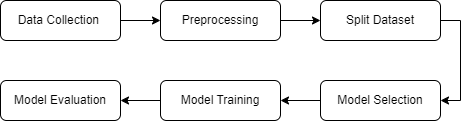 Data Collection
Preprocessing
Split Dataset
Model Selection
Model Training
Model Evaluation